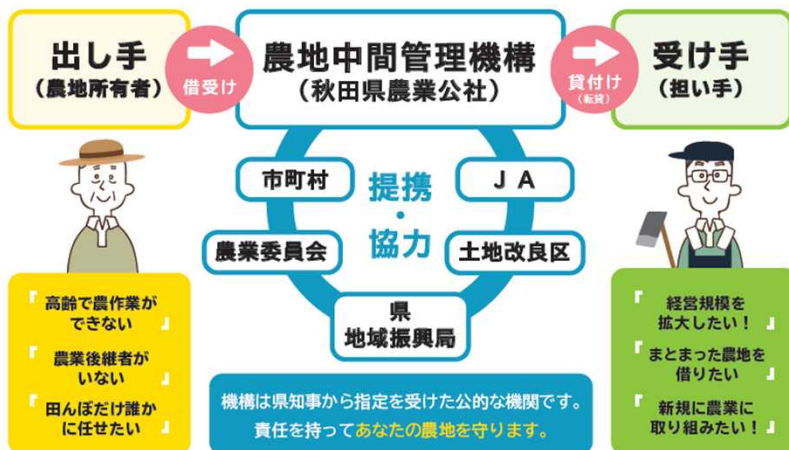 出し手
（農地所有者）
借受け
農地中間管理機構
（秋田県農業公社）
貸付け
（転貸）
受け手
（担い手）
市町村
ＪＡ
提携
・
協力
農業委員会
土地改良区
県
地域振興局
『高齢で農作業が
できない』
『農業後継者が
いない』
『田んぼだけ誰か
に任せたい』
機構は県知事から指定を受けた公的な機関です。
責任を持ってあなたの農地を守ります。
『経営規模を
拡大したい！』
『まとまった農地を
借りたい』
『新規に農業に
取り組みたい！』